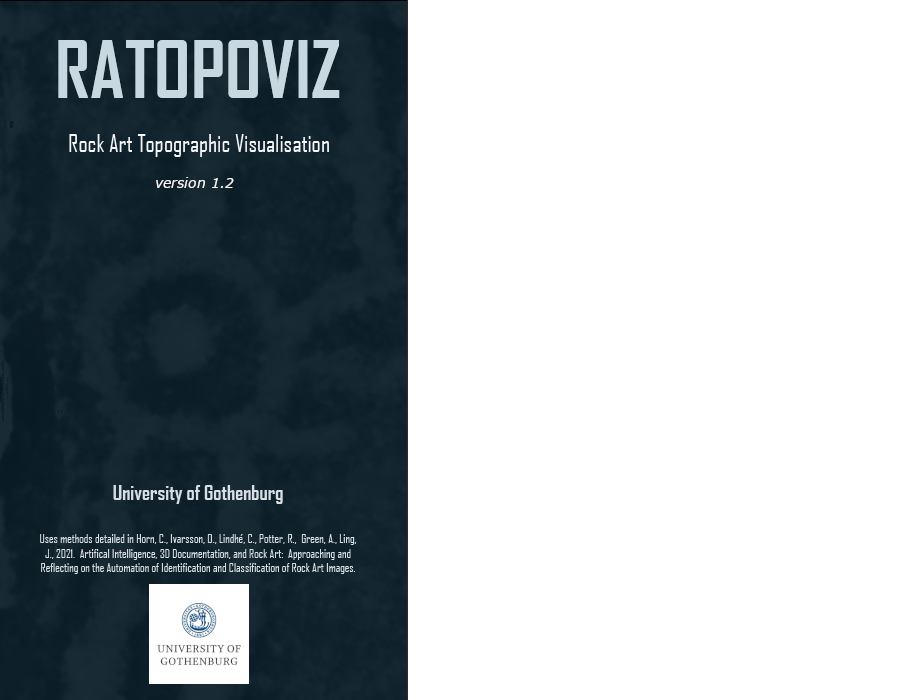 RATOPOVIZ
Rock Art Topographic Visualisation
version 1.2
University of Gothenburg
Uses methods detailed in Horn, C., Ivarsson, O., Lindhé, C., Potter, R.,  Green, A., Ling,
J., 2021.  Artifical Intelligence, 3D Documentation, and Rock Art:  Approaching and
Reflecting on the Automation of Identification and Classification of Rock Art Images.
UNIVERSITY OF
GOTHENBURG